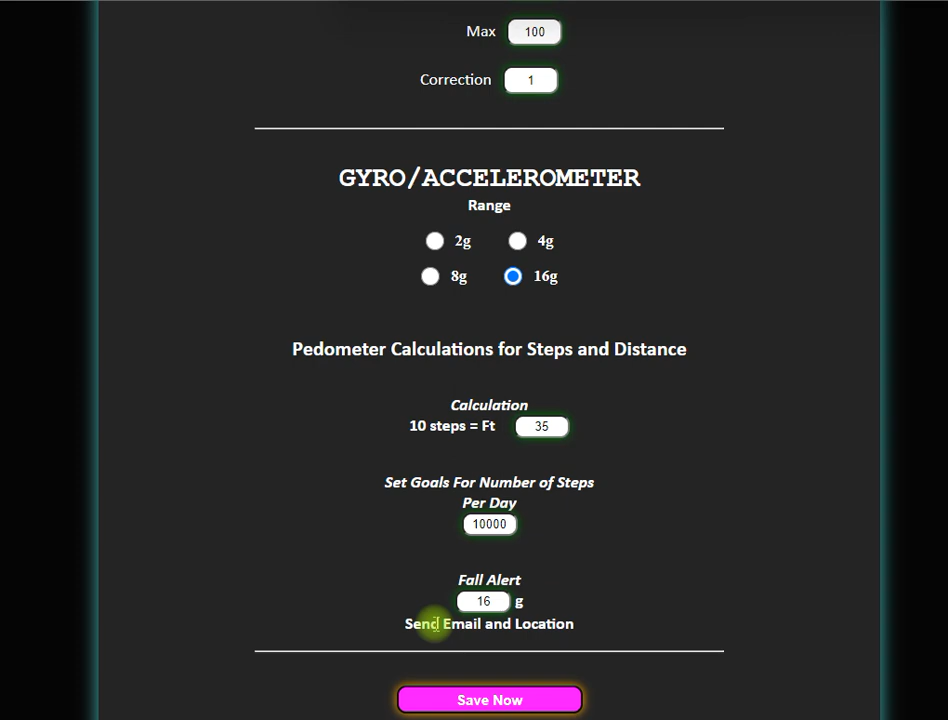 Max 100
Correction 1
GYRO/ACCELEROMETER
Range
2g 4g
8g 16g
Pedometer Calculations for Steps and Distance
Calculation
10 steps = Ft 35
Set Goals For Number of Steps
Per Day
10000
Fall Alert
16 g
Send Email and Location
Save Now